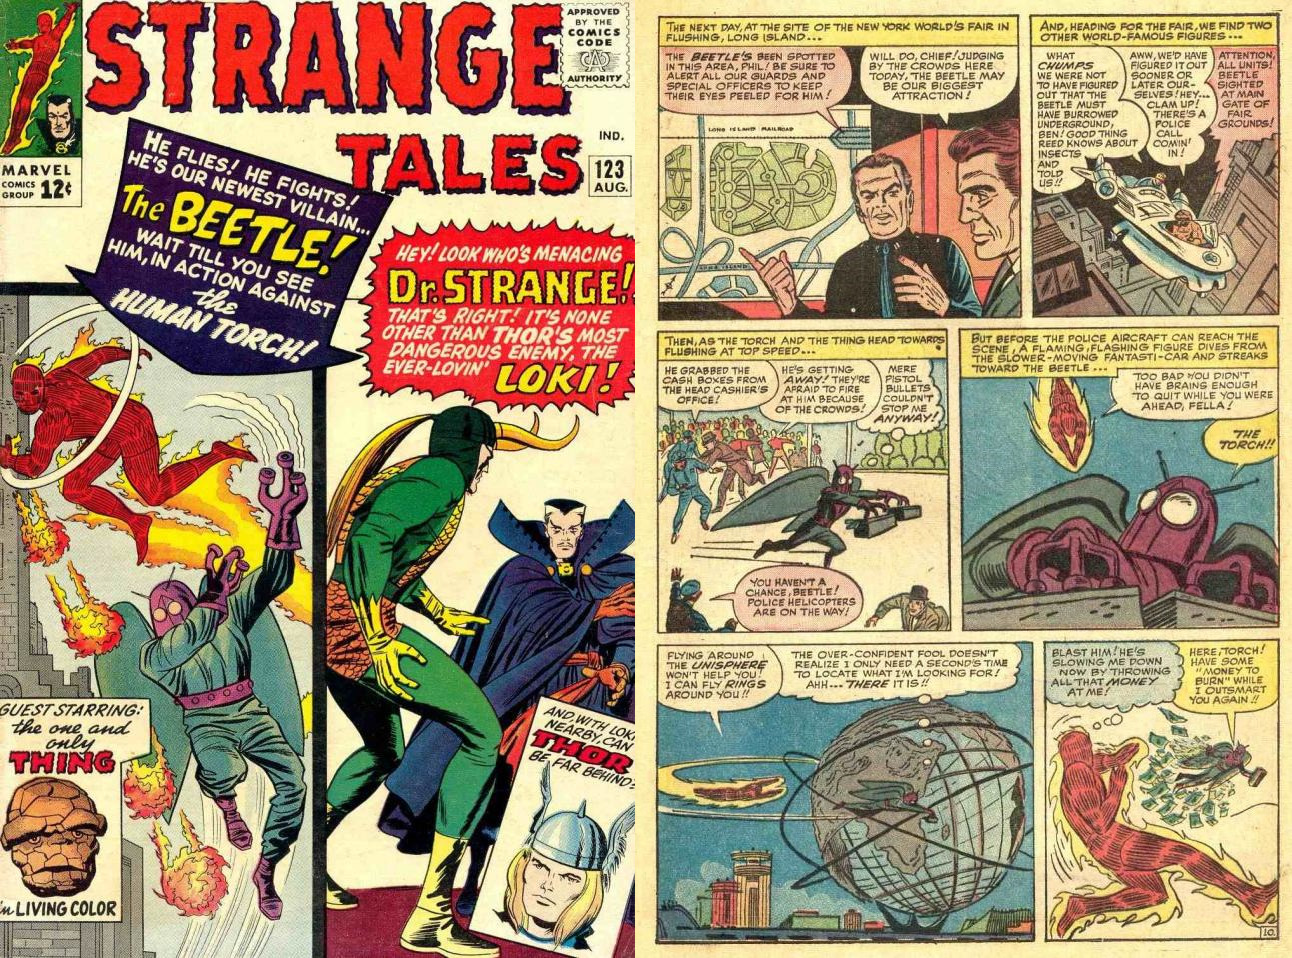 STRANGE
TALES
APPROVED
BY THE
COMICS
CODE
CA
AUTHORITY
IND.
123
AUG.
MARVEL
COMICS
GROUP
12¢
HE FLIES! HE FIGHTS!
HE'S OUR NEWEST VILLAIN...
The BEETLE!
WAIT TILL YOU SEE
HIM, IN ACTION AGAINST
the
HUMAN TORCH!
HEY! LOOK WHO'S MENACING
Dr. STRANGE!
THAT'S RIGHT! IT'S NONE
OTHER THAN THOR'S MOST
DANGEROUS ENEMY, THE
EVER-LOVIN' LOKI!
GUEST STARRING:
the one and
only
THING
in LIVING COLOR
AND WITH LOKI
NEARBY, CAN
THOR
BE FAR BEHIND?
THE NEXT DAY, AT THE SITE OF THE NEW YORK WORLD'S FAIR IN
FLUSHING, LONG ISLAND...
THE BEETLE'S BEEN SPOTTED
IN THIS AREA, PHIL! BE SURE TO
ALERT ALL OUR GUARDS AND
SPECIAL OFFICERS TO KEEP
THEIR EYES PEELED FOR HIM!
WILL DO, CHIEF! JUDGING
BY THE CROWDS HERE
TODAY, THE BEETLE MAY
BE OUR BIGGEST
ATTRACTION!
LONG ISLAND RAILROAD
AND, HEADING FOR THE FAIR, WE FIND TWO
OTHER WORLD-FAMOUS FIGURES...
WHAT
CHUMPS
WE WERE NOT
TO HAVE FIGURED
OUT THAT THE
BEETLE MUST
HAVE BURROWED
UNDERGROUND,
BEN! GOOD THING
REED KNOWS ABOUT
INSECTS
AND
TOLD
US!!
AWW, WE'D HAVE
FIGURED IT OUT
SOONER OR
LATER OUR-
SELVES! HEY...
CLAM UP!
THERE'S A
POLICE
CALL
COMIN'
IN!
ATTENTION,
ALL UNITS!
BEETLE
SIGHTED
AT MAIN
GATE OF
FAIR
GROUNDS!
THEN, AS THE TORCH AND THE THING HEAD TOWARDS
FLUSHING AT TOP SPEED...
HE GRABBED THE
CASH BOXES FROM
THE HEAD CASHIER'S
OFFICE!
HE'S GETTING
AWAY! THEY'RE
AFRAID TO FIRE
AT HIM BECAUSE
OF THE CROWDS!
MERE
PISTOL
BULLETS
COULDN'T
STOP ME
ANYWAY!
YOU HAVEN'T A
CHANCE, BEETLE!
POLICE HELICOPTERS
ARE ON THE WAY!
BUT BEFORE THE POLICE AIRCRAFT CAN REACH THE
SCENE, A FLAMING, FLASHING FIGURE DIVES FROM
THE SLOWER-MOVING FANTASTI-CAR AND STREAKS
TOWARD THE BEETLE...
TOO BAD YOU DIDN'T
HAVE BRAINS ENOUGH
TO QUIT WHILE YOU WERE
AHEAD, FELLA!
THE
TORCH!!
FLYING AROUND
THE UNISPHERE
WON'T HELP YOU!
I CAN FLY RINGS
AROUND YOU!!
THE OVER-CONFIDENT FOOL DOESN'T
REALIZE I ONLY NEED A SECOND'S TIME
TO LOCATE WHAT I'M LOOKING FOR!
AHH...THERE IT IS!!
BLAST HIM! HE'S
SLOWING ME DOWN
NOW BY THROWING
ALL THAT MONEY
AT ME!
HERE, TORCH!
HAVE SOME
"MONEY TO
BURN" WHILE
I OUTSMART
YOU AGAIN!!
10.